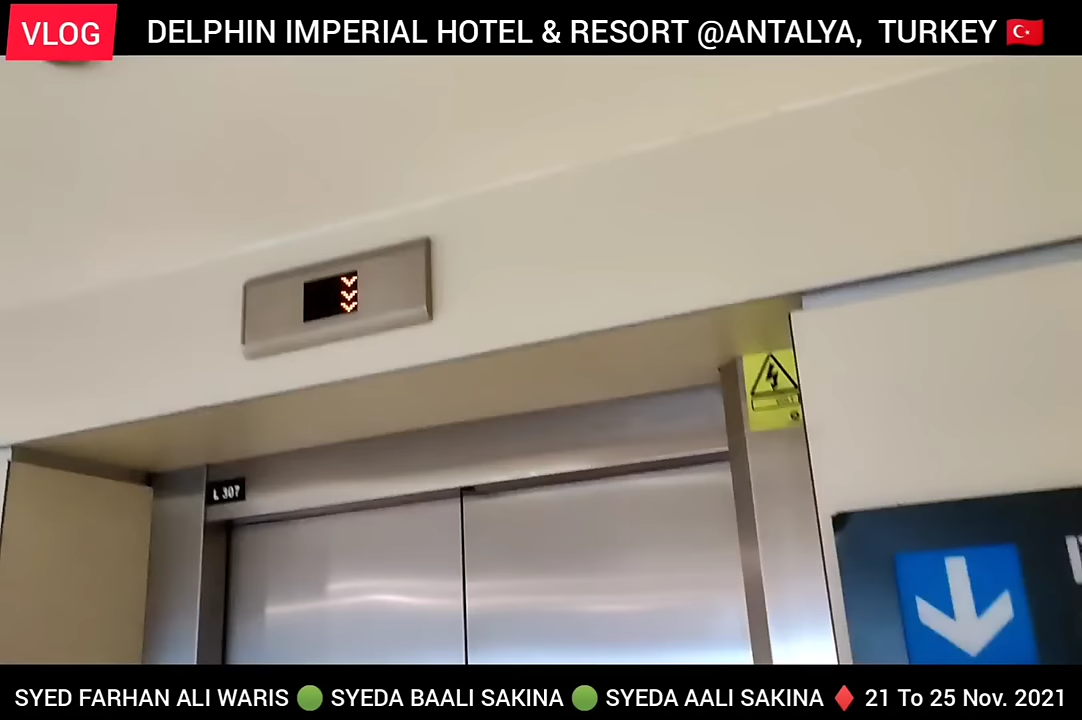 VLOG
DELPHIN IMPERIAL HOTEL & RESORT @ANTALYA, TURKEY 🇹🇷
L 307
SYED FARHAN ALI WARIS 🟢 SYEDA BAALI SAKINA 🟢 SYEDA AALI SAKINA ♦️ 21 To 25 Nov. 2021